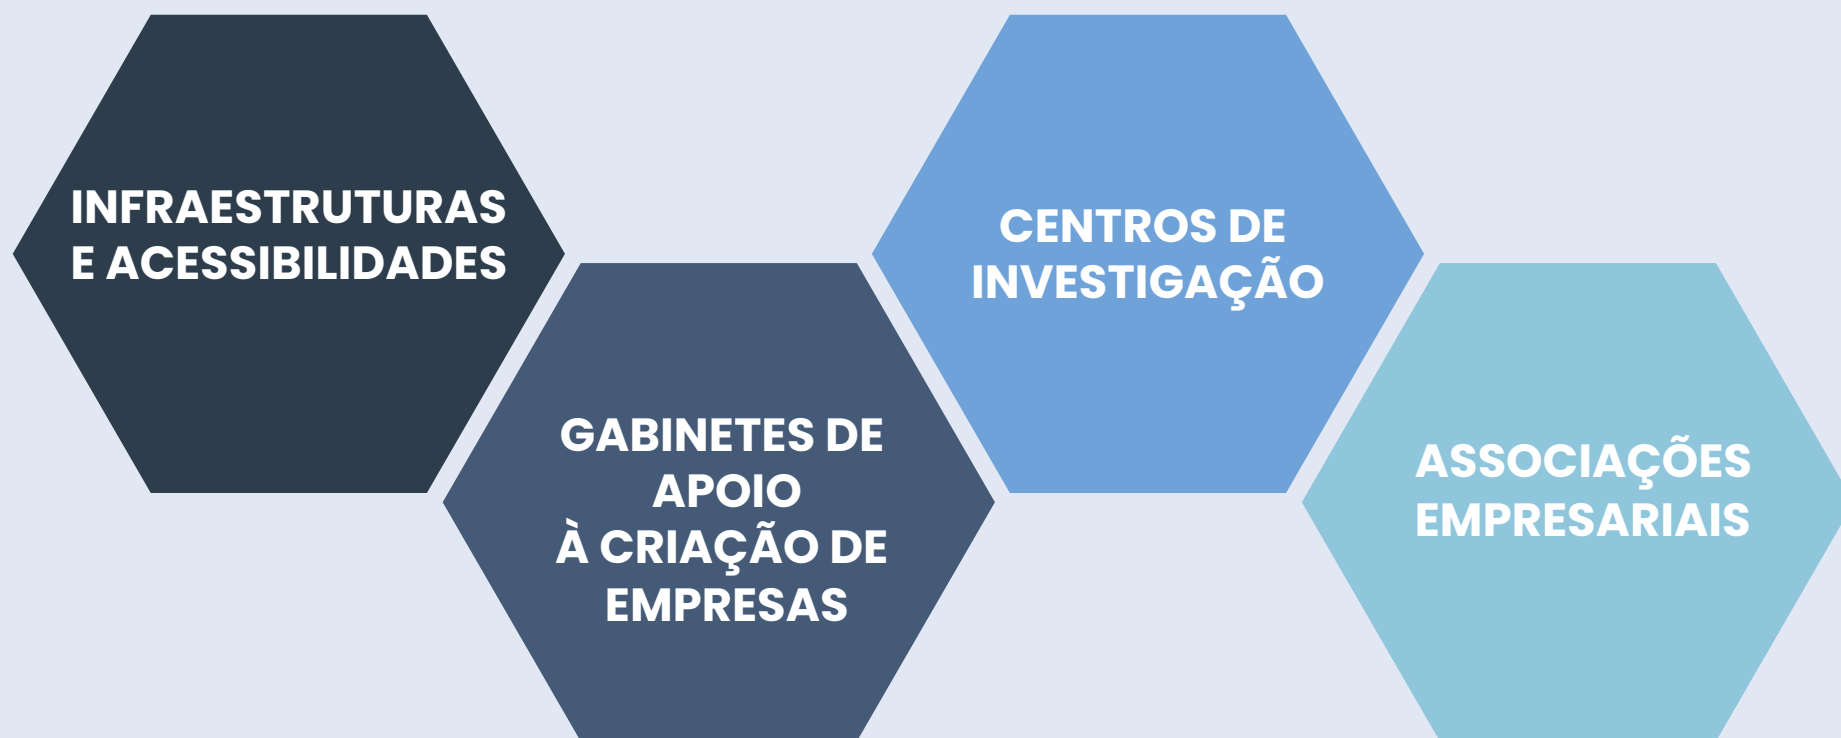 INFRAESTRUTURAS
E ACESSIBILIDADES
GABINETES DE
APOIO
À CRIAÇÃO DE
EMPRESAS
CENTROS DE
INVESTIGAÇÃO
ASSOCIAÇÕES
EMPRESARIAIS